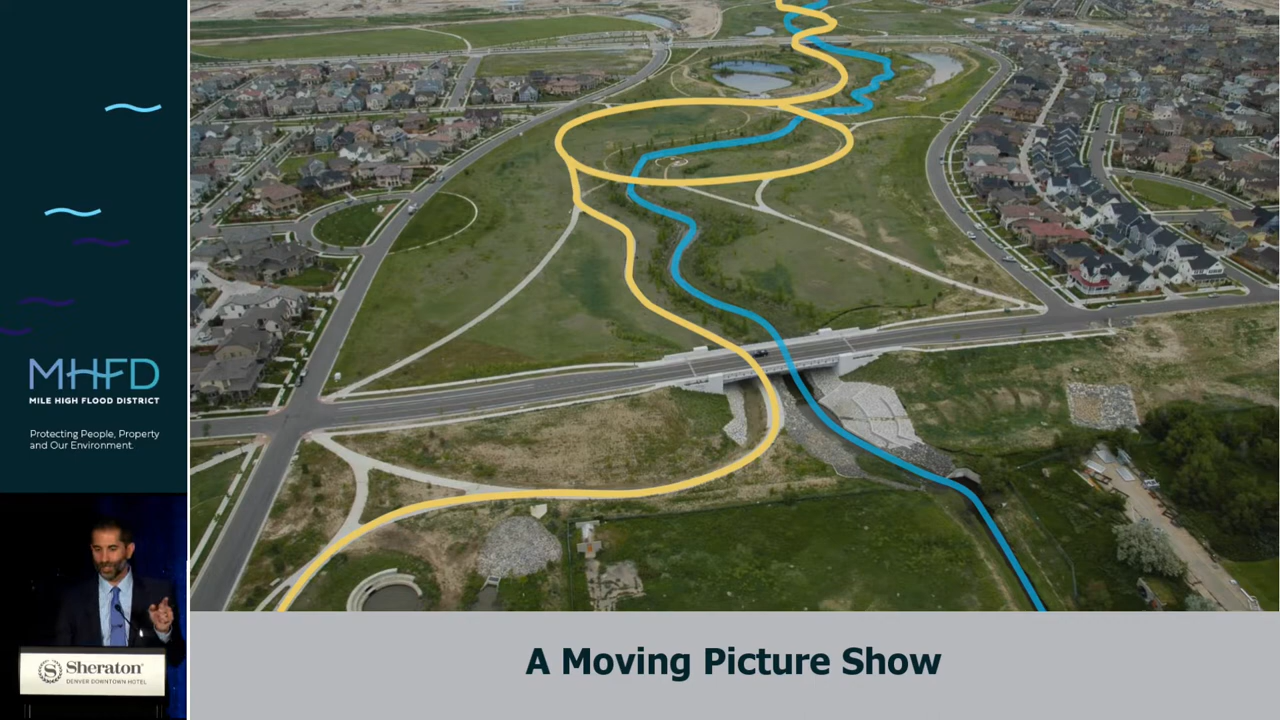 MHFD
MILE HIGH FLOOD DISTRICT
Protecting People, Property
and Our Environment.
S
Sheraton®
DENVER DOWNTOWN HOTEL
A Moving Picture Show